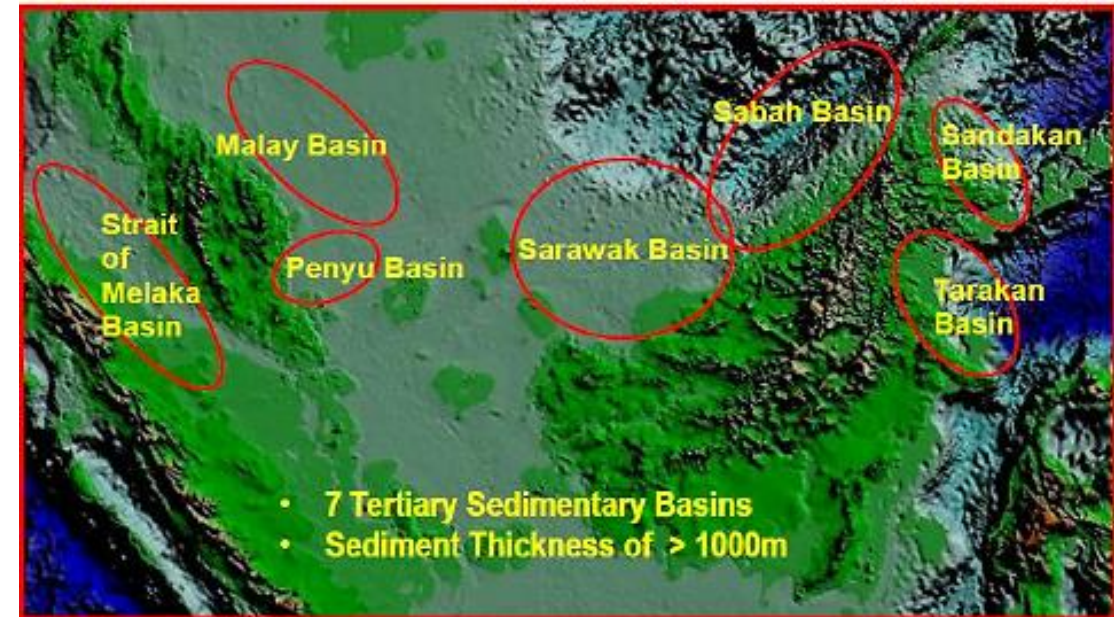 Malay Basin
Sabah Basin
Sandakan
Basin
Strait
of
Melaka
Basin
Penyu Basin
Sarawak Basin
Tarakan
Basin
• 7 Tertiary Sedimentary Basins
• Sediment Thickness of > 1000m